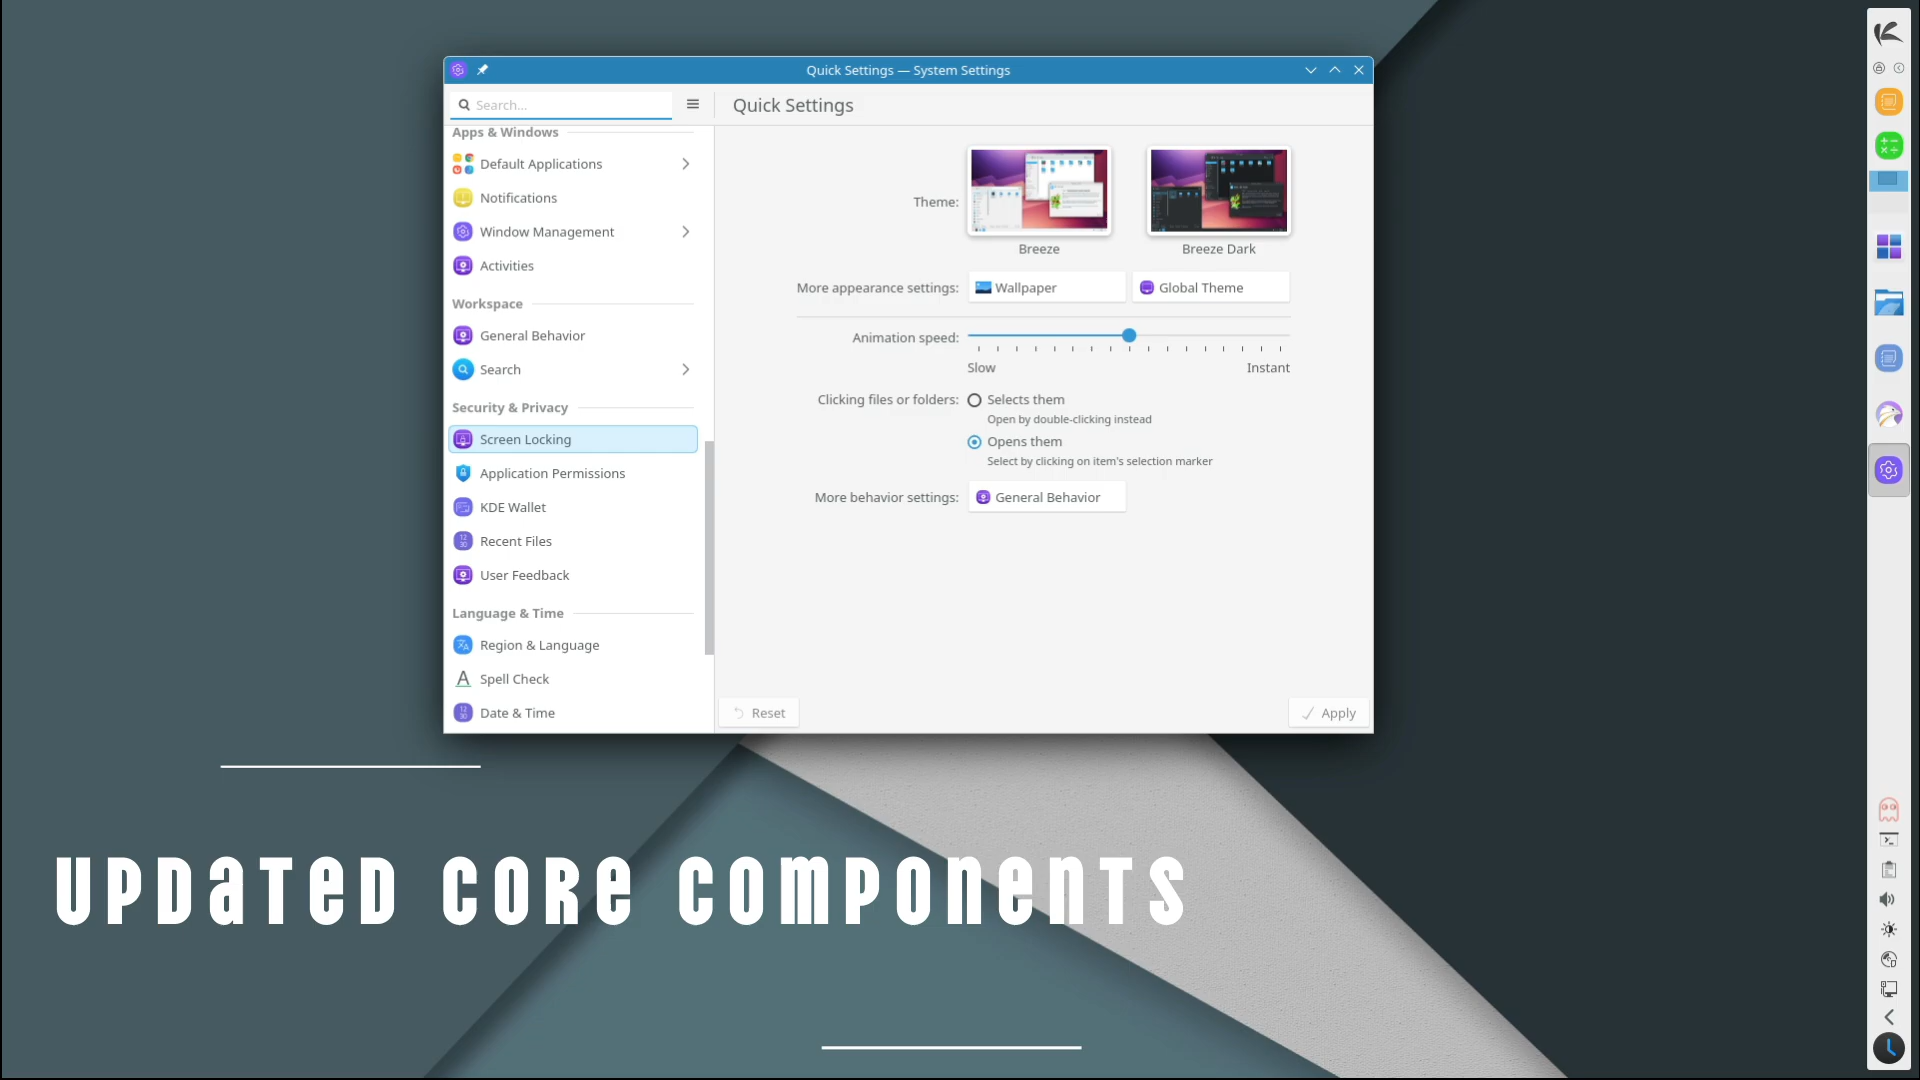 Quick Settings — System Settings
Search...
Quick Settings
Apps & Windows
Default Applications
Notifications
Window Management
Activities
Workspace
General Behavior
Search
Security & Privacy
Screen Locking
Application Permissions
KDE Wallet
Recent Files
User Feedback
Language & Time
Region & Language
Spell Check
Date & Time
Theme:
Breeze
Breeze Dark
More appearance settings:
Wallpaper
Global Theme
Animation speed:
Slow
Instant
Clicking files or folders:
Selects them
Open by double-clicking instead
Opens them
Select by clicking on item's selection marker
More behavior settings:
General Behavior
Reset
Apply
UPDATED CORE COMPONENTS